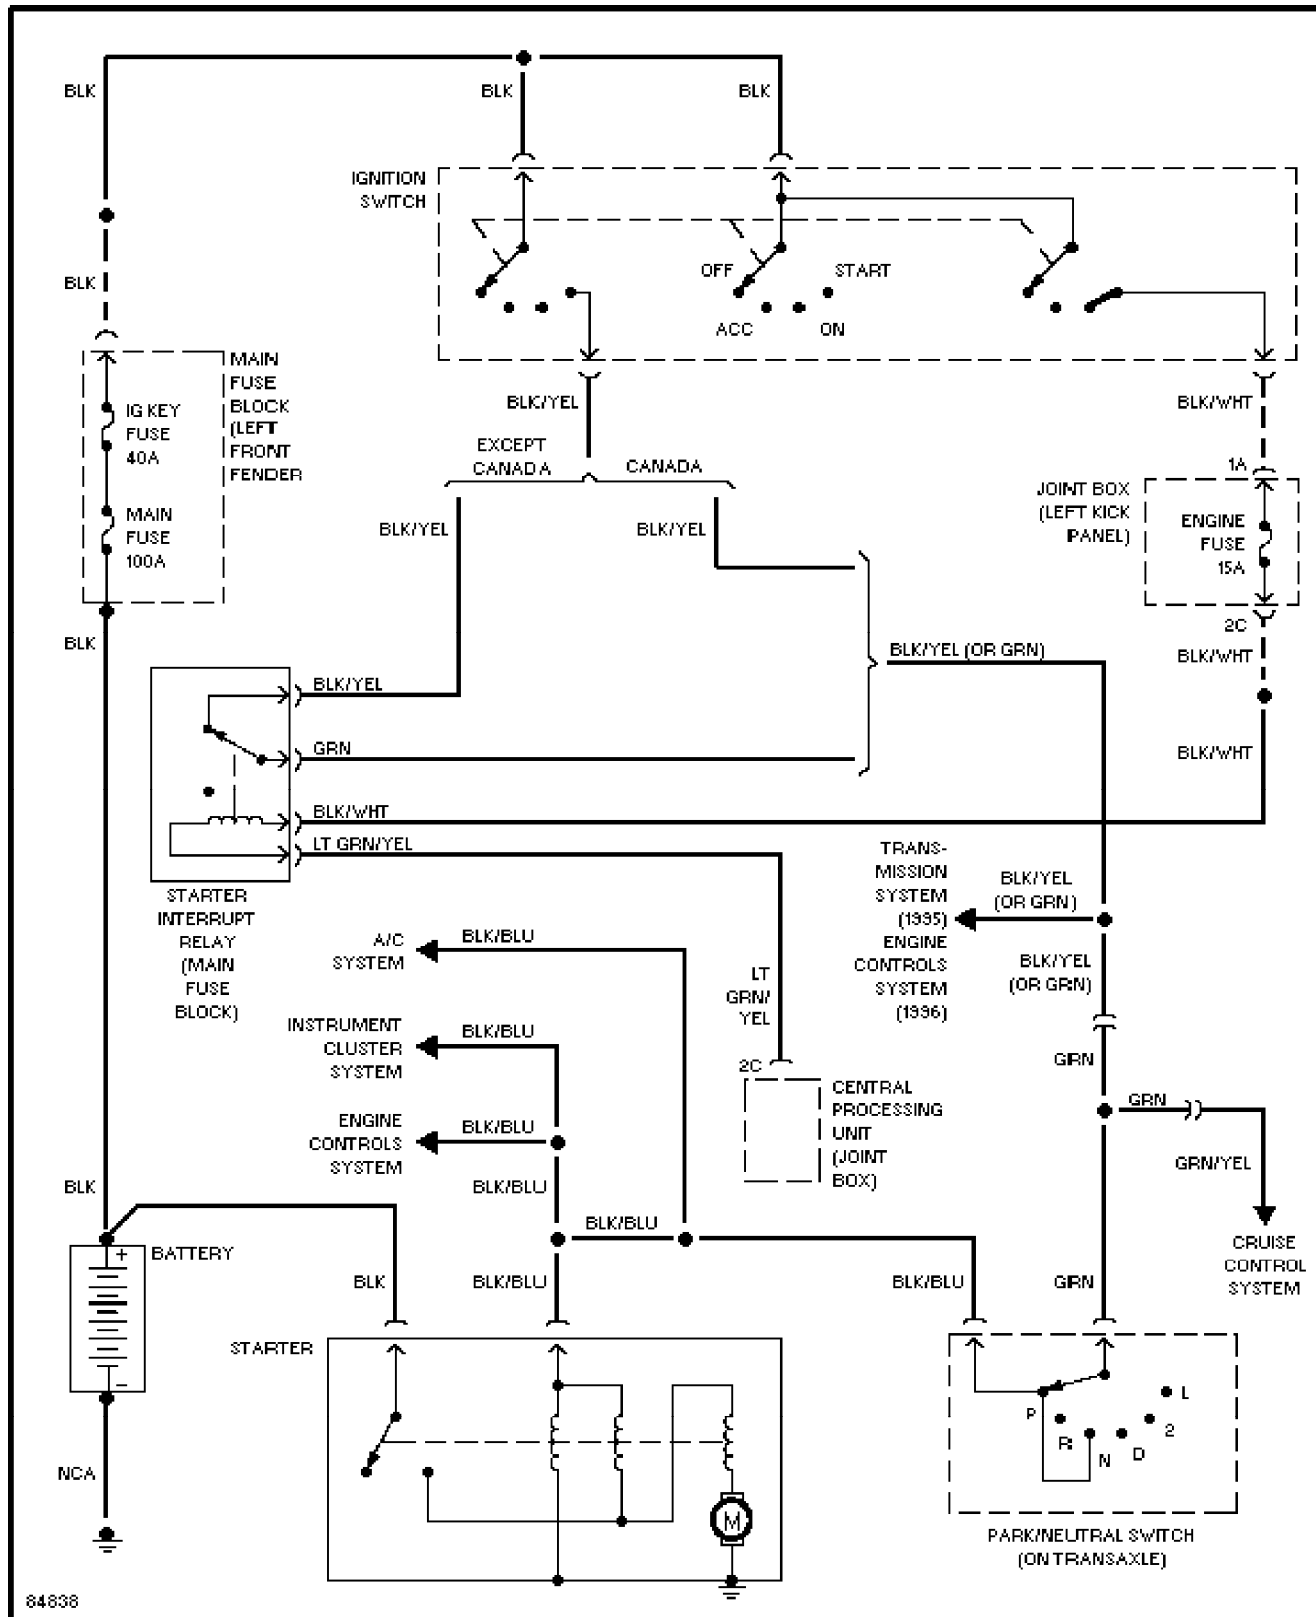 BLK
BLK
BLK
IGNITION
SWITCH
OFF
START
ACC
ON
BLK
MAIN
FUSE
BLOCK
(LEFT
FRONT
FENDER
IG KEY
FUSE
40A
MAIN
FUSE
100A
BLK/YEL
BLK/WHT
EXCEPT
CANADA
CANADA
1A
JOINT BOX
(LEFT KICK
PANEL)
ENGINE
FUSE
15A
2C
BLK/YEL
BLK/YEL
BLK
BLK/YEL (OR GRN)
BLK/WHT
BLK/YEL
GRN
BLK/WHT
BLK/WHT
LT GRN/YEL
STARTER
INTERRUPT
RELAY
(MAIN
FUSE
BLOCK)
TRANS-
MISSION
SYSTEM
(1995)
ENGINE
CONTROLS
SYSTEM
(1996)
BLK/YEL
(OR GRN)
BLK/YEL
(OR GRN)
A/C
SYSTEM
BLK/BLU
LT
GRN/
YEL
INSTRUMENT
CLUSTER
SYSTEM
BLK/BLU
GRN
2C
CENTRAL
PROCESSING
UNIT
(JOINT
BOX)
GRN
ENGINE
CONTROLS
SYSTEM
BLK/BLU
GRN/YEL
BLK
BLK/BLU
BLK/BLU
CRUISE
CONTROL
SYSTEM
+
BATTERY
BLK
BLK/BLU
BLK/BLU
GRN
STARTER
−
P
R
N
D
2
L
NCA
M
PARK/NEUTRAL SWITCH
(ON TRANSAXLE)
84838